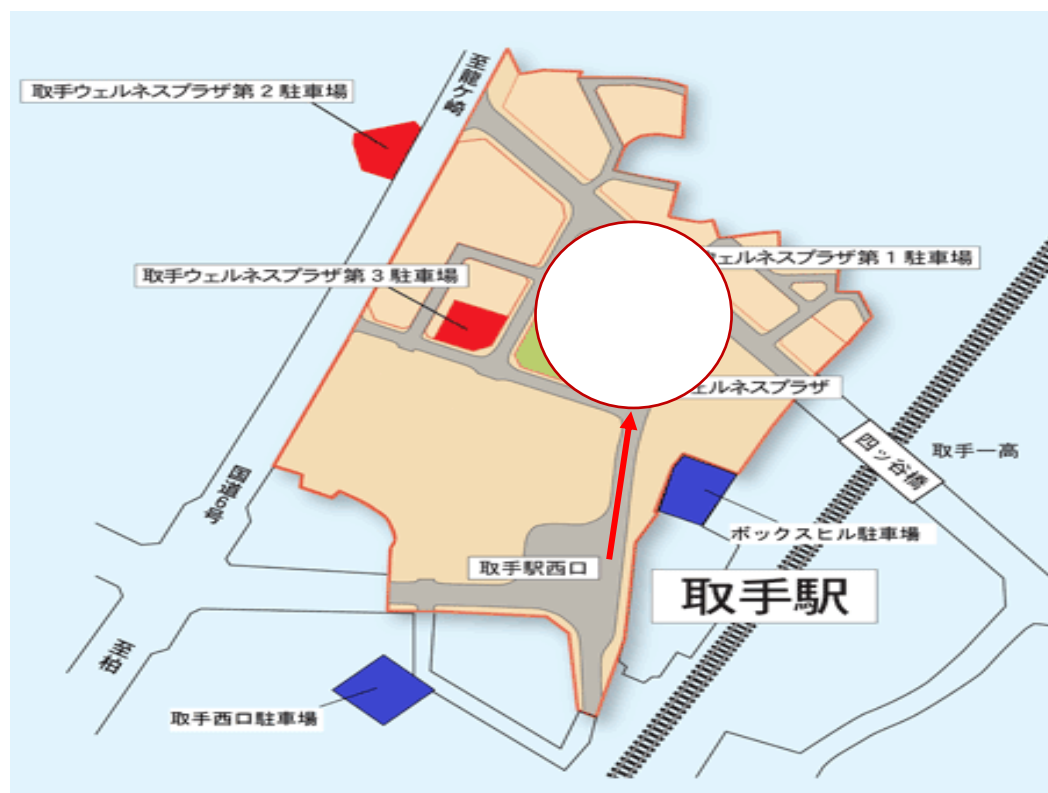 至龍ケ崎
取手ウェルネスプラザ第2駐車場
ェルネスプラザ第1駐車場
取手ウェルネスプラザ第3駐車場
ェルネスプラザ
四ッ谷橋
取手一高
国道6号
ボックスヒル駐車場
取手駅西口
取手駅
至柏
取手西口駐車場